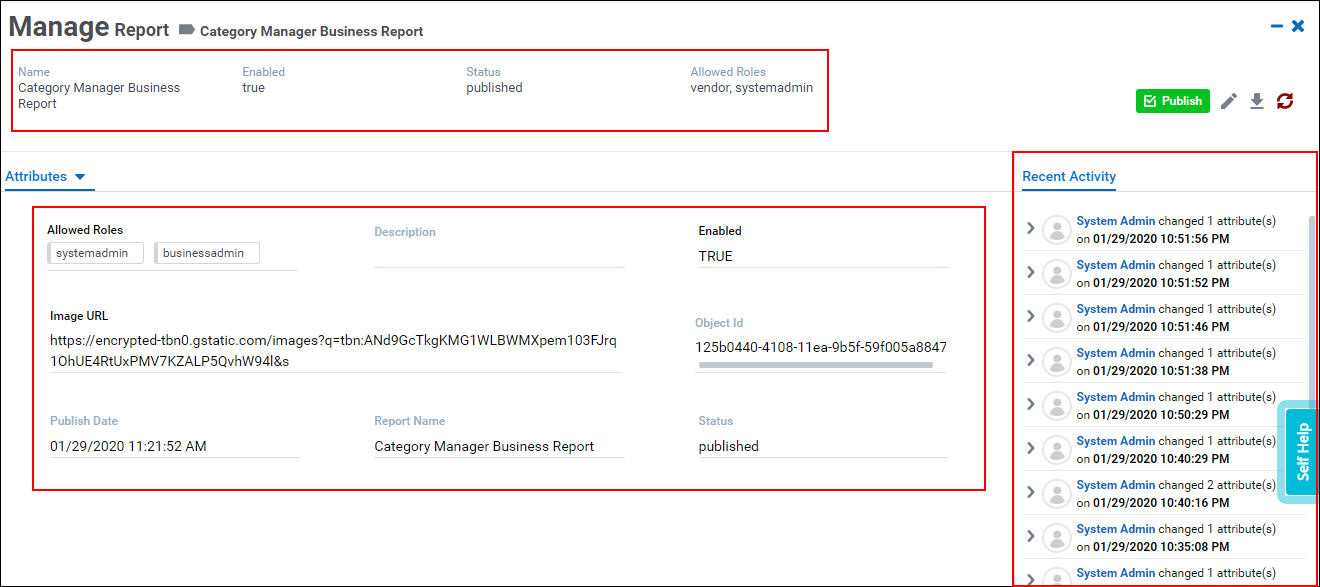 Manage Report Category Manager Business Report
Name
Category Manager Business
Report
Enabled
true
Status
published
Allowed Roles
vendor, systemadmin
Publish
Attributes
Allowed Roles
systemadmin businessadmin
Description
Enabled
TRUE
Image URL
https://encrypted-tbn0.gstatic.com/images?q=tbn:ANd9GcTkgKMG1WLBWMXpem103FJrq
1OhUE4RtUxPMV7KZALP5QvhW94l&s
Object Id
125b0440-4108-11ea-9b5f-59f005a8847
Publish Date
01/29/2020 11:21:52 AM
Report Name
Category Manager Business Report
Status
published
Recent Activity
System Admin changed 1 attribute(s)
on 01/29/2020 10:51:56 PM
System Admin changed 1 attribute(s)
on 01/29/2020 10:51:52 PM
System Admin changed 1 attribute(s)
on 01/29/2020 10:51:46 PM
System Admin changed 1 attribute(s)
on 01/29/2020 10:51:38 PM
System Admin changed 1 attribute(s)
on 01/29/2020 10:50:29 PM
System Admin changed 1 attribute(s)
on 01/29/2020 10:40:29 PM
System Admin changed 2 attribute(s)
on 01/29/2020 10:40:16 PM
System Admin changed 1 attribute(s)
on 01/29/2020 10:35:08 PM
System Admin changed 1 attribute(s)
Self Help